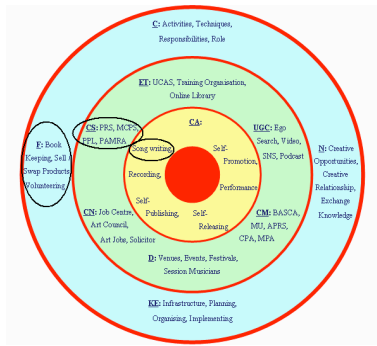 C: Activities, Techniques,
Responsibilities, Role
ET: UCAS, Training Organisation,
Online Library
CS: PRS, MCPS,
PPL, PAMRA
CA:
UGC: Ego
Search, Video,
SNS, Podcast
F: Book
Keeping, Sell /
Swap Products
Volunteering
Song writing,
Self-
Promotion,
N: Creative
Opportunities,
Creative
Relationship,
Exchange
Knowledge
Recording,
Performance
Self-
Publishing,
Self-
Releasing
CN: Job Centre,
Art Council,
Art Jobs, Solicitor
CM: BASCA,
MU, APRS,
CPA, MPA
D: Venues, Events, Festivals,
Session Musicians
KE: Infrastructure, Planning,
Organising, Implementing